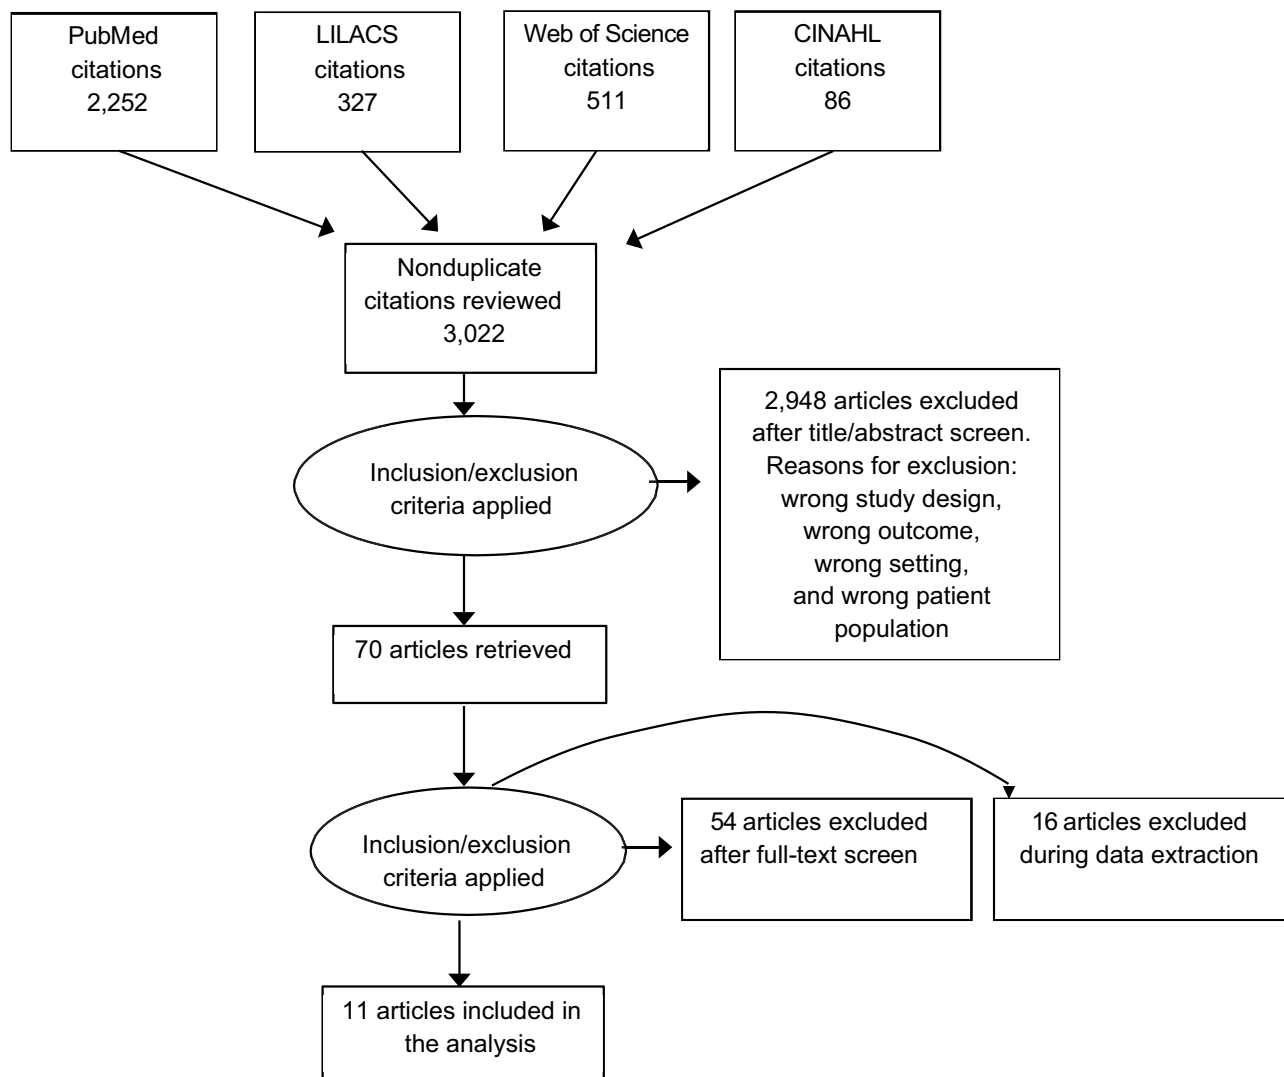 PubMed
citations
2,252
LILACS
citations
327
Web of Science
citations
511
CINAHL
citations
86
Nonduplicate
citations reviewed
3,022
Inclusion/exclusion
criteria applied
2,948 articles excluded
after title/abstract screen.
Reasons for exclusion:
wrong study design,
wrong outcome,
wrong setting,
and wrong patient
population
70 articles retrieved
Inclusion/exclusion
criteria applied
54 articles excluded
after full-text screen
16 articles excluded
during data extraction
11 articles included in
the analysis